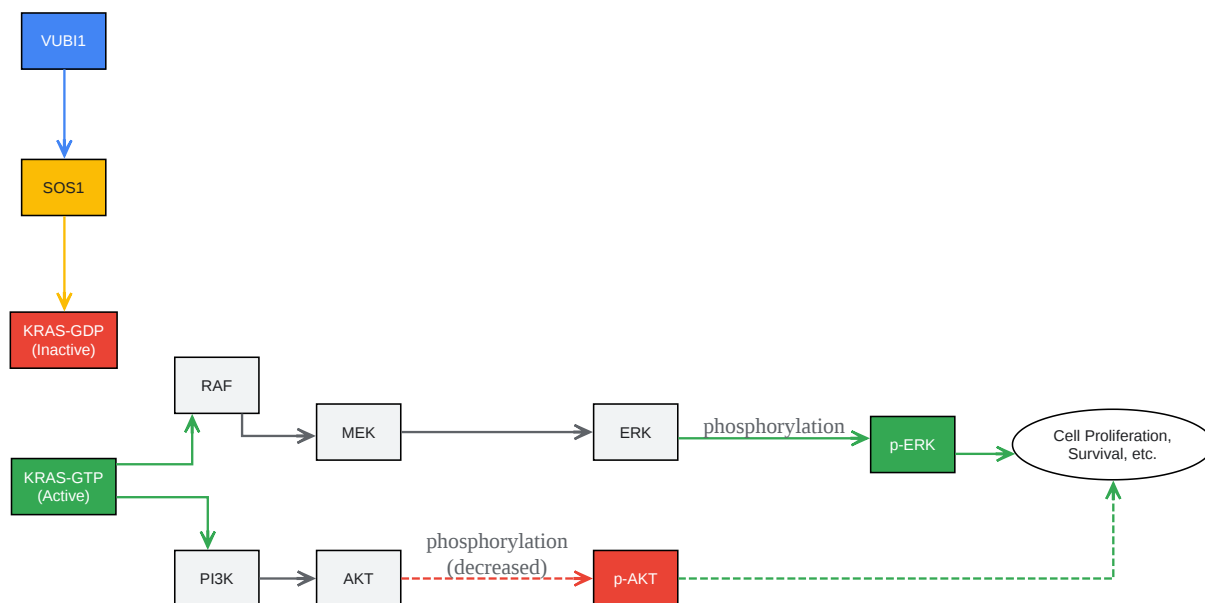 VUBI1
SOS1
KRAS-GDP
(Inactive)
RAF
MEK
ERK
phosphorylation
p-ERK
Cell Proliferation,
Survival, etc.
KRAS-GTP
(Active)
PI3K
AKT
phosphorylation
(decreased)
p-AKT